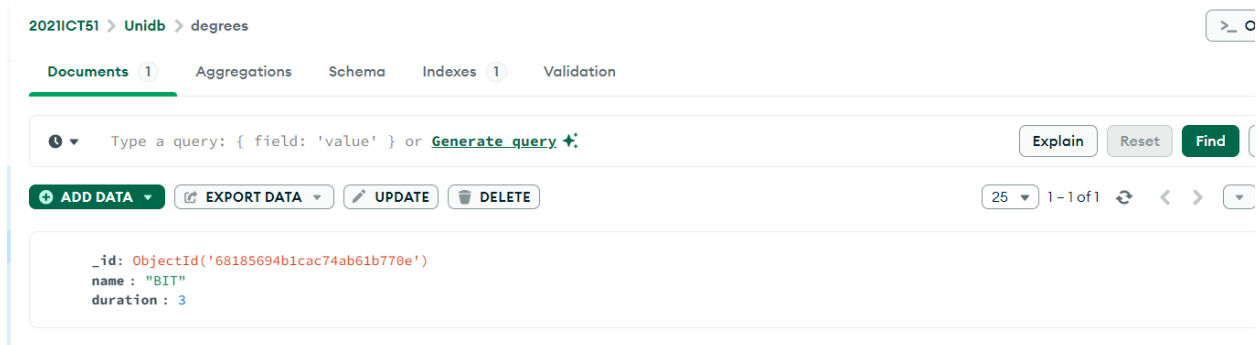 2021ICT51 > Unidb > degrees
>_ O
Documents 1 Aggregations Schema Indexes 1 Validation
Type a query: { field: 'value' } or Generate query
Explain Reset Find
ADD DATA EXPORT DATA UPDATE DELETE
25 1 – 1 of 1
_id: ObjectId('68185694b1cac74ab61b770e')
name : "BIT"
duration : 3